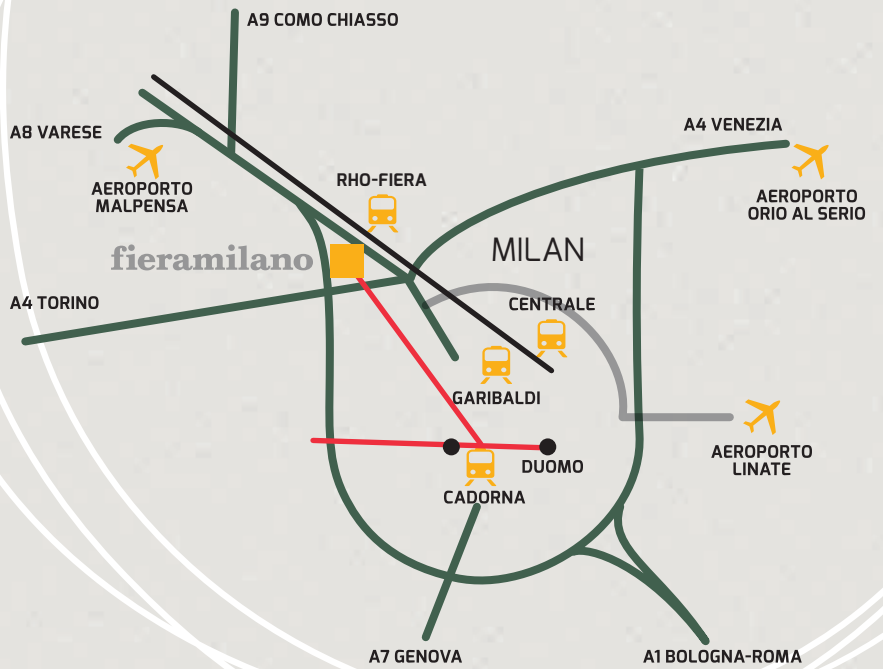 A9 COMO CHIASSO
A8 VARESE
A4 VENEZIA
AEROPORTO
MALPENSA
RHO-FIERA
AEROPORTO
ORIO AL SERIO
fieramilano
MILAN
A4 TORINO
CENTRALE
GARIBALDI
AEROPORTO
LINATE
DUOMO
CADORNA
A7 GENOVA
A1 BOLOGNA-ROMA